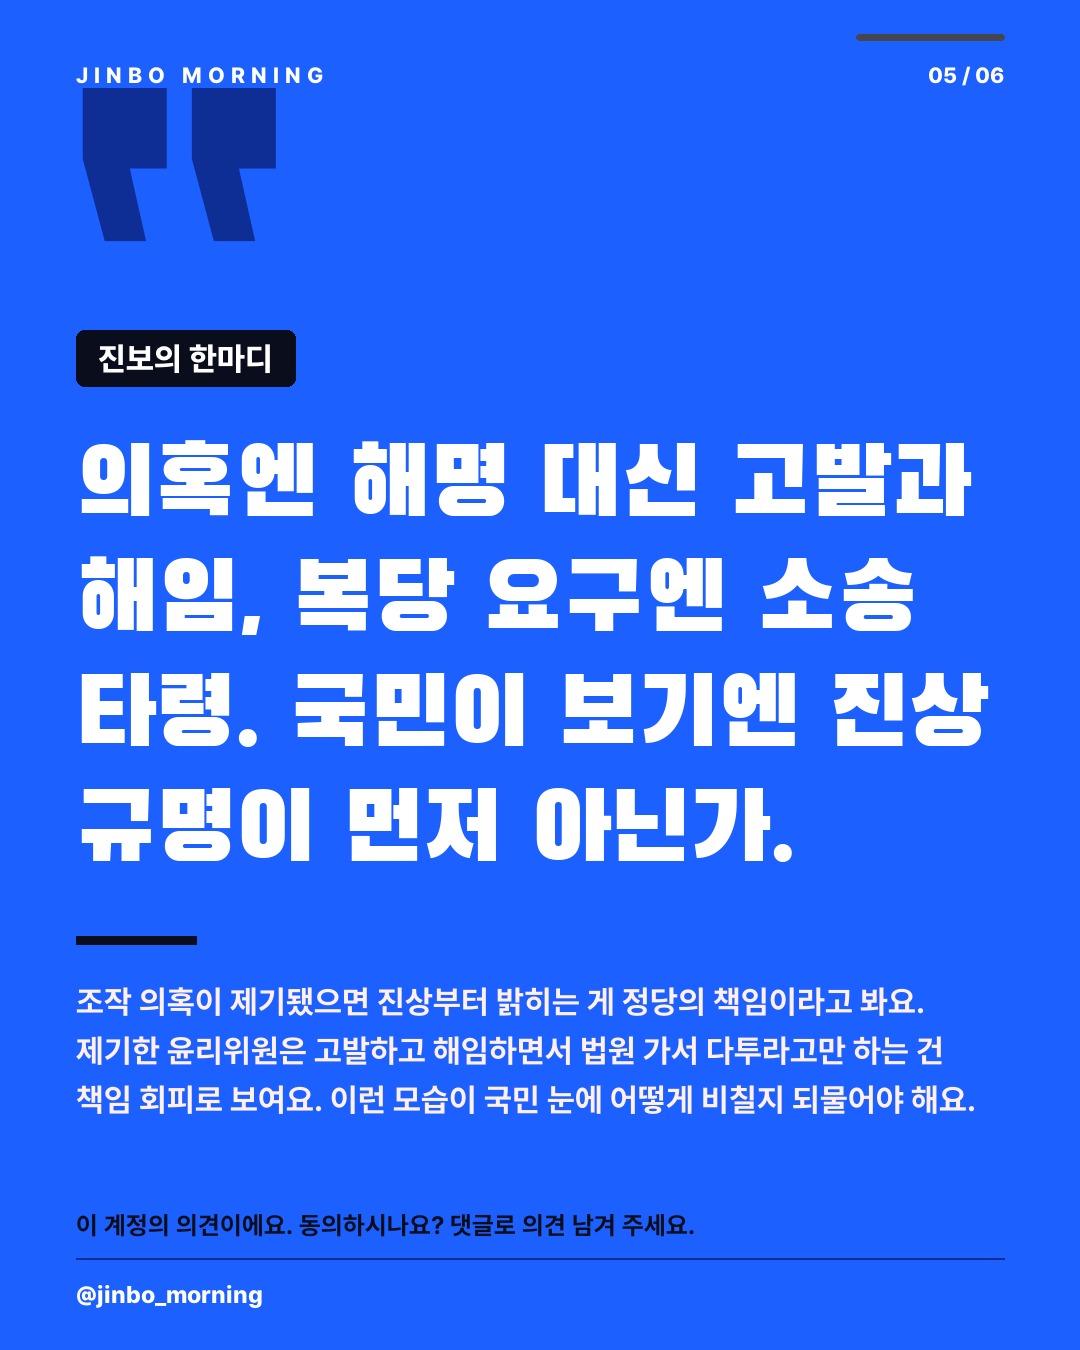 JINBO MORNING
05 / 06
진보의 한마디
의혹엔 해명 대신 고발과
해임, 복당 요구엔 소송
타령. 국민이 보기엔 진상
규명이 먼저 아닌가.
조작 의혹이 제기됐으면 진상부터 밝히는 게 정당의 책임이라고 봐요.
제기한 윤리위원은 고발하고 해임하면서 법원 가서 다투라고만 하는 건
책임 회피로 보여요. 이런 모습이 국민 눈에 어떻게 비칠지 되물어야 해요.
이 계정의 의견이에요. 동의하시나요? 댓글로 의견 남겨 주세요.
@jinbo_morning